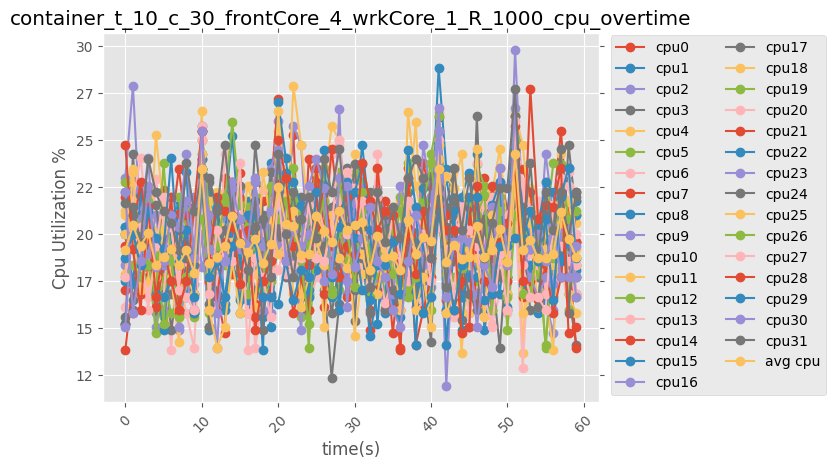 container_t_10_c_30_frontCore_4_wrkCore_1_R_1000_cpu_overtime
Cpu Utilization %
30
27
25
22
20
17
15
12
0
10
20
30
40
50
60
time(s)
cpu0
cpu1
cpu2
cpu3
cpu4
cpu5
cpu6
cpu7
cpu8
cpu9
cpu10
cpu11
cpu12
cpu13
cpu14
cpu15
cpu16
cpu17
cpu18
cpu19
cpu20
cpu21
cpu22
cpu23
cpu24
cpu25
cpu26
cpu27
cpu28
cpu29
cpu30
cpu31
avg cpu